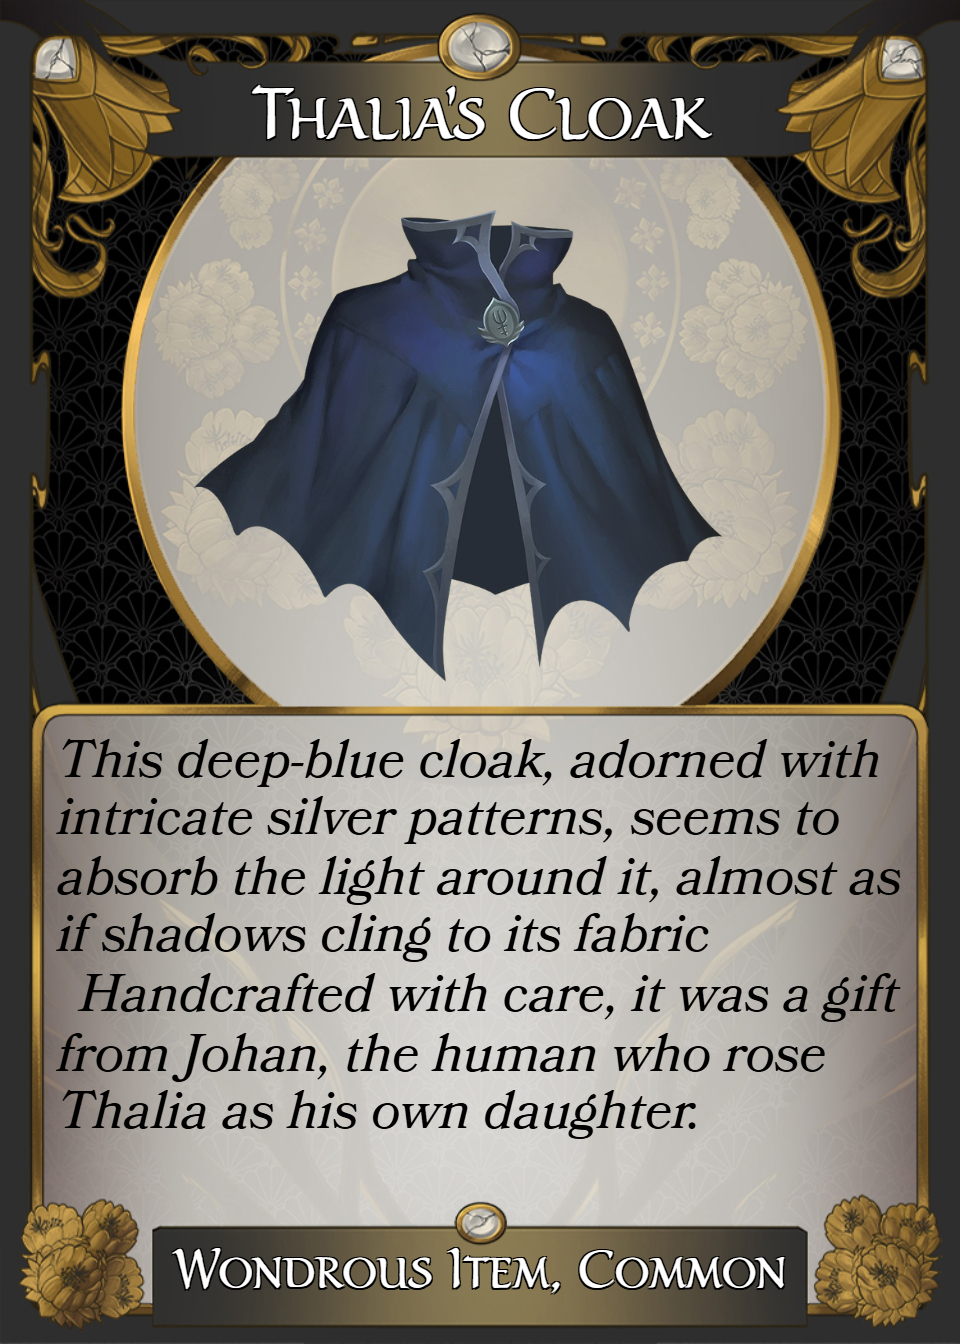 Thalia's Cloak
This deep-blue cloak, adorned with
intricate silver patterns, seems to
absorb the light around it, almost as
if shadows cling to its fabric
Handcrafted with care, it was a gift
from Johan, the human who rose
Thalia as his own daughter.
Wondrous Item, Common